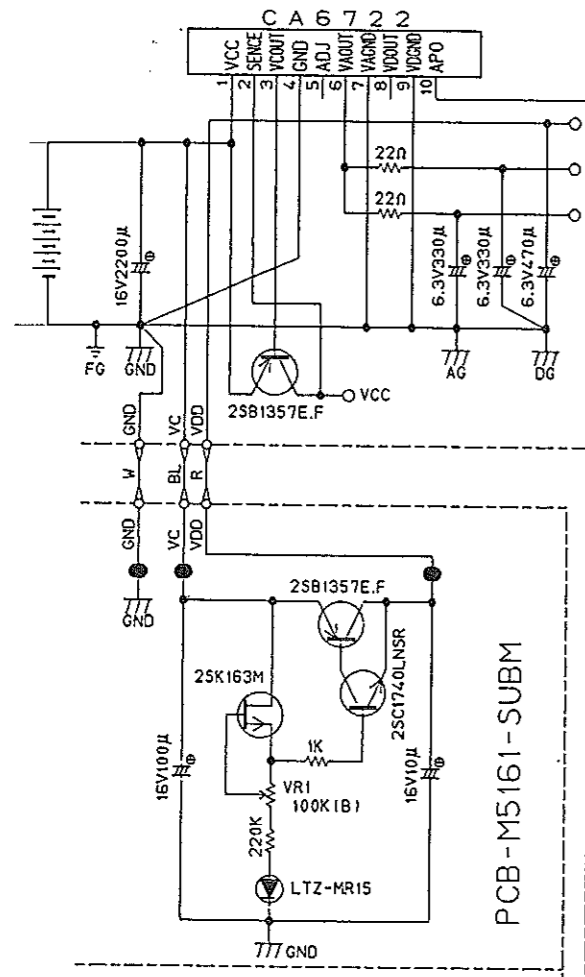 CA6722
VCC
SENCE
VCOUT
GND
ADJ
VAOUT
VAGND
VDOUT
VDGND
APO
1
2
3
4
5
6
7
8
9
10
22Ω
22Ω
16V2200μ
6.3V330μ
6.3V330μ
6.3V470μ
FG
GND
AG
DG
2SB1357E.F
VCC
GND
VC
VDD
W
BL
R
GND
VC
VDD
GND
2SB1357E.F
2SK163M
2SC1740LNSR
1K
16V100μ
VR1
100K(B)
16V10μ
220K
LTZ-MR15
GND
PCB-M5161-SUBM